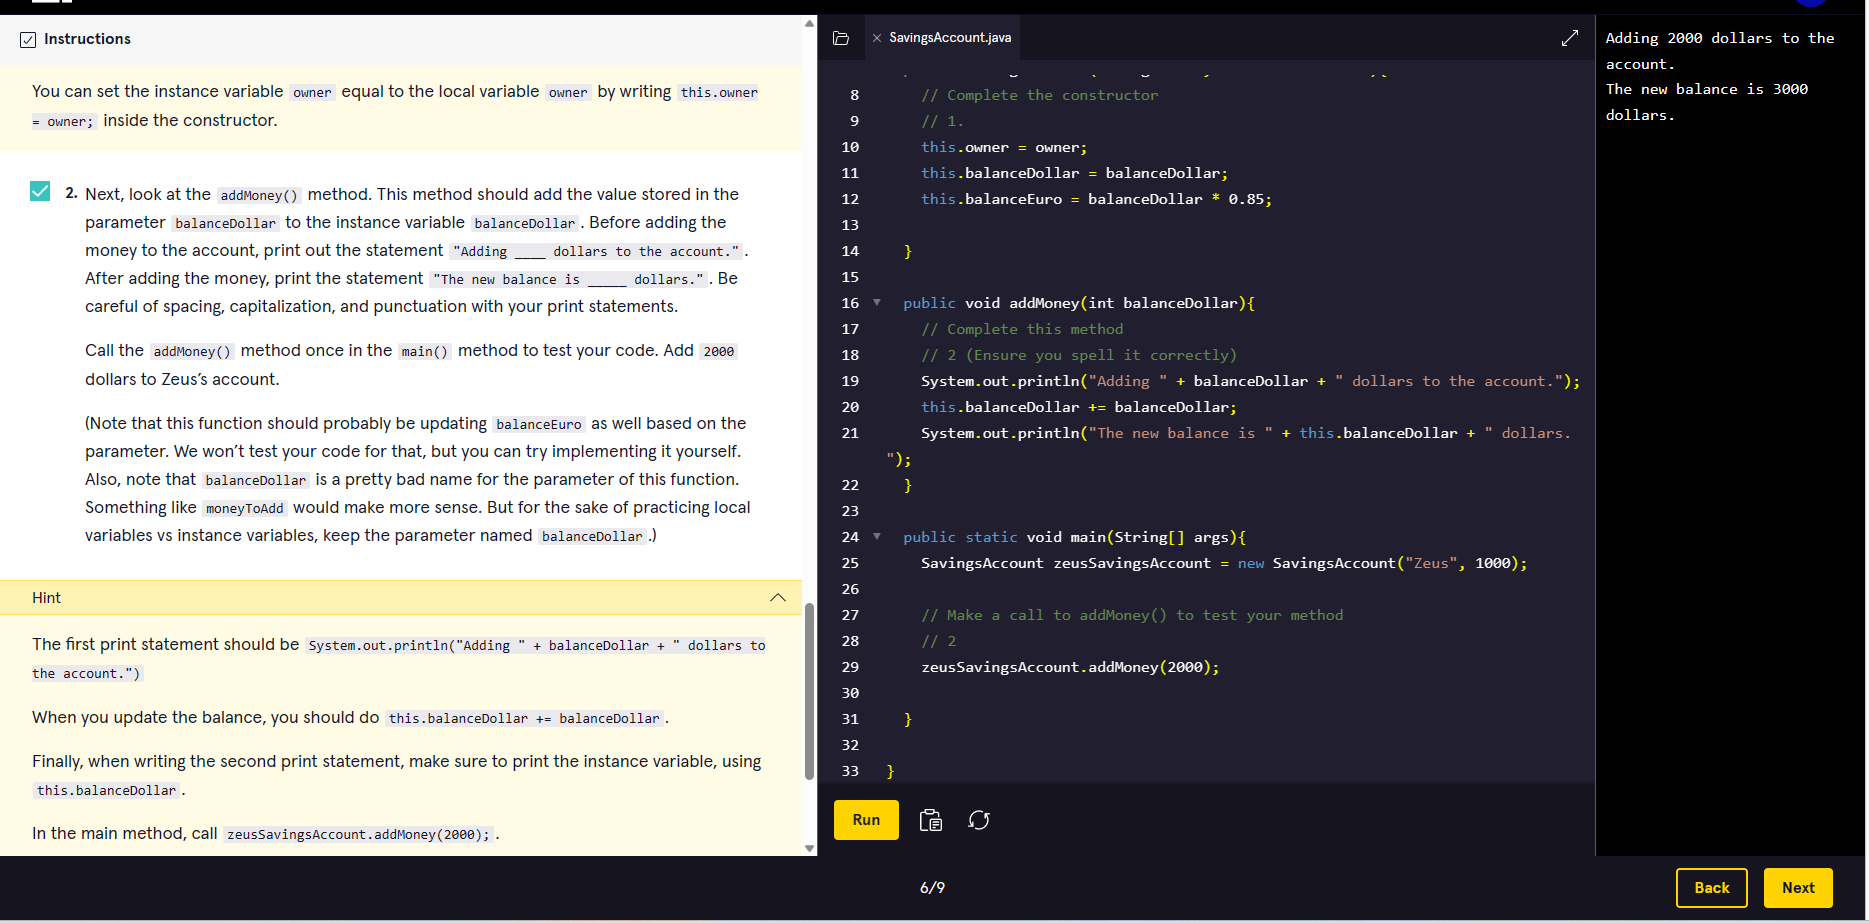 Instructions
You can set the instance variable owner equal to the local variable owner by writing this.owner
= owner; inside the constructor.
2. Next, look at the addMoney() method. This method should add the value stored in the
parameter balanceDollar to the instance variable balanceDollar. Before adding the
money to the account, print out the statement "Adding ____ dollars to the account.".
After adding the money, print the statement "The new balance is _____ dollars.". Be
careful of spacing, capitalization, and punctuation with your print statements.
Call the addMoney() method once in the main() method to test your code. Add 2000
dollars to Zeus's account.
(Note that this function should probably be updating balanceEuro as well based on the
parameter. We won't test your code for that, but you can try implementing it yourself.
Also, note that balanceDollar is a pretty bad name for the parameter of this function.
Something like moneyToAdd would make more sense. But for the sake of practicing local
variables vs instance variables, keep the parameter named balanceDollar.)
Hint
The first print statement should be System.out.println("Adding " + balanceDollar + " dollars to
the account.")
When you update the balance, you should do this.balanceDollar += balanceDollar.
Finally, when writing the second print statement, make sure to print the instance variable, using
this.balanceDollar.
In the main method, call zeusSavingsAccount.addMoney(2000);.
SavingsAccount.java
8 // Complete the constructor
9 // 1.
10 this.owner = owner;
11 this.balanceDollar = balanceDollar;
12 this.balanceEuro = balanceDollar * 0.85;
13
14 }
15
16 public void addMoney(int balanceDollar){
17 // Complete this method
18 // 2 (Ensure you spell it correctly)
19 System.out.println("Adding " + balanceDollar + " dollars to the account.");
20 this.balanceDollar += balanceDollar;
21 System.out.println("The new balance is " + this.balanceDollar + " dollars.
");
22 }
23
24 public static void main(String[] args){
25 SavingsAccount zeusSavingsAccount = new SavingsAccount("Zeus", 1000);
26
27 // Make a call to addMoney() to test your method
28 // 2
29 zeusSavingsAccount.addMoney(2000);
30
31 }
32
33 }
Run
Adding 2000 dollars to the
account.
The new balance is 3000
dollars.
6/9
Back
Next